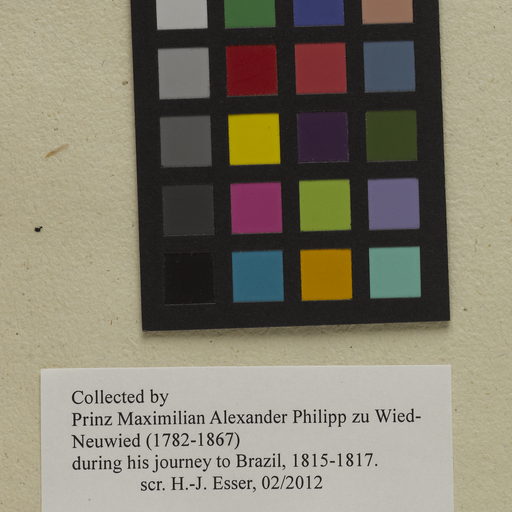 Collected by
Prinz Maximilian Alexander Philipp zu Wied-
Neuwied (1782-1867)
during his journey to Brazil, 1815-1817.
scr. H.-J. Esser, 02/2012